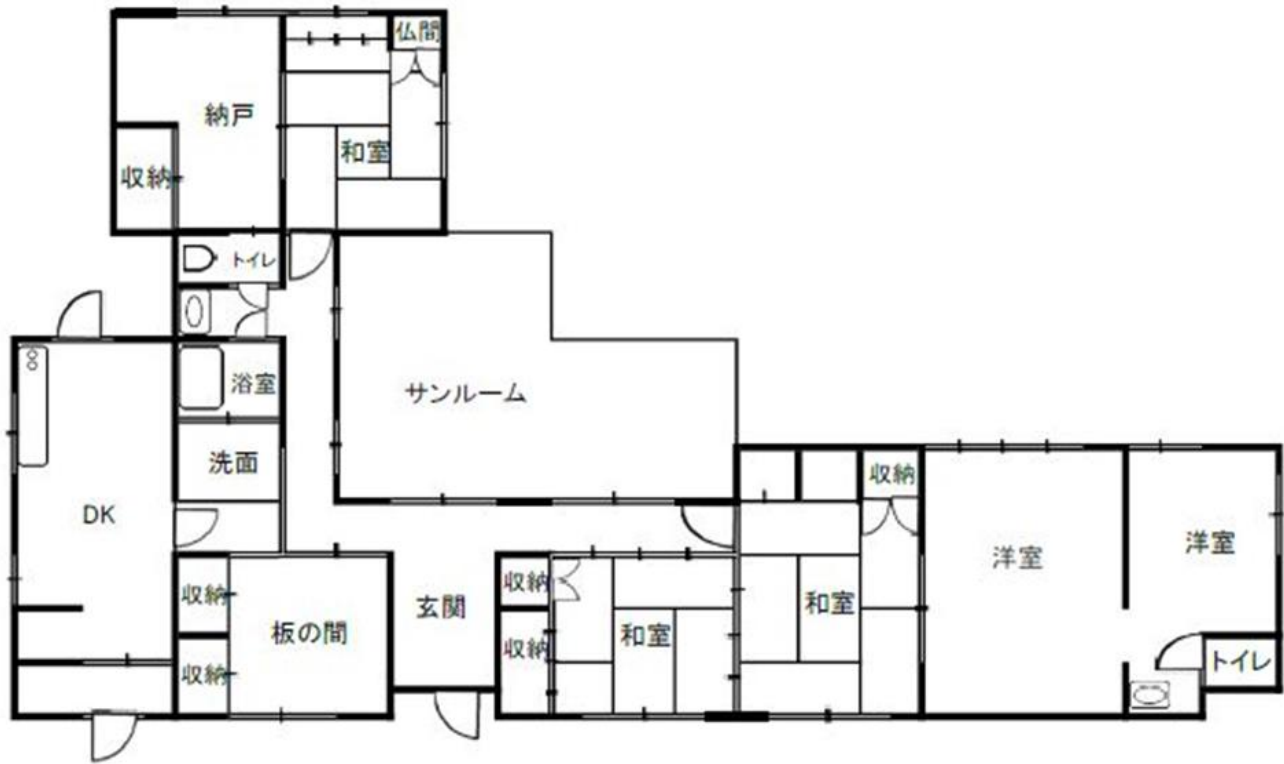 仏間
納戸
和室
収納
トイレ
浴室
サンルーム
洗面
収納
DK
洋室
洋室
収納
収納
和室
玄関
板の間
和室
収納
トイレ
収納